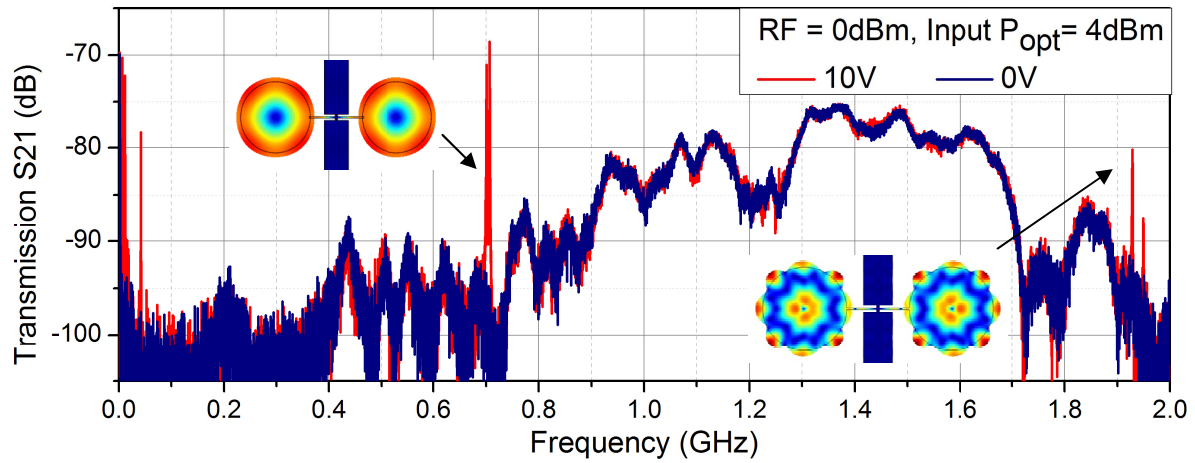 RF = 0dBm, Input Popt= 4dBm
10V 0V
Transmission S21 (dB)
-70
-80
-90
-100
0.0 0.2 0.4 0.6 0.8 1.0 1.2 1.4 1.6 1.8 2.0
Frequency (GHz)